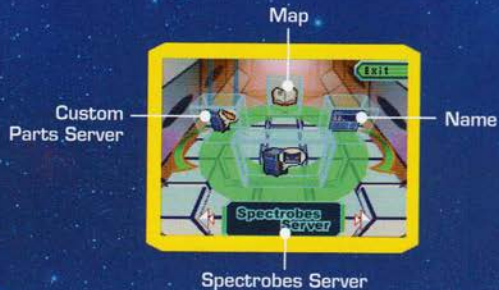 Map
Exit
Custom
Parts Server
Name
Spectrobes
Server
Spectrobes Server